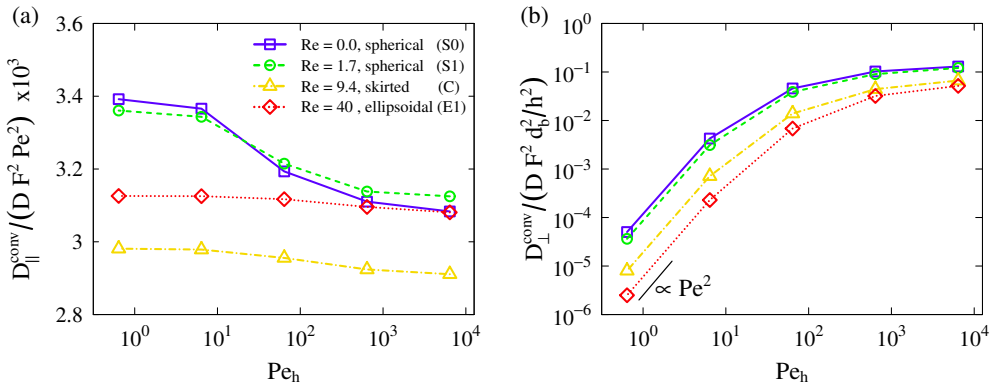 (a)
3.6
3.4
3.2
3
2.8
D∥^conv/(D F² Pe²) x10³
Re = 0.0, spherical (S0)
Re = 1.7, spherical (S1)
Re = 9.4, skirted (C)
Re = 40 , ellipsoidal (E1)
10⁰
10¹
10²
10³
10⁴
Pe_h
(b)
10⁰
10⁻¹
10⁻²
10⁻³
10⁻⁴
10⁻⁵
10⁻⁶
D⊥^conv/(D F² d_b²/h²)
∝ Pe²
10⁰
10¹
10²
10³
10⁴
Pe_h